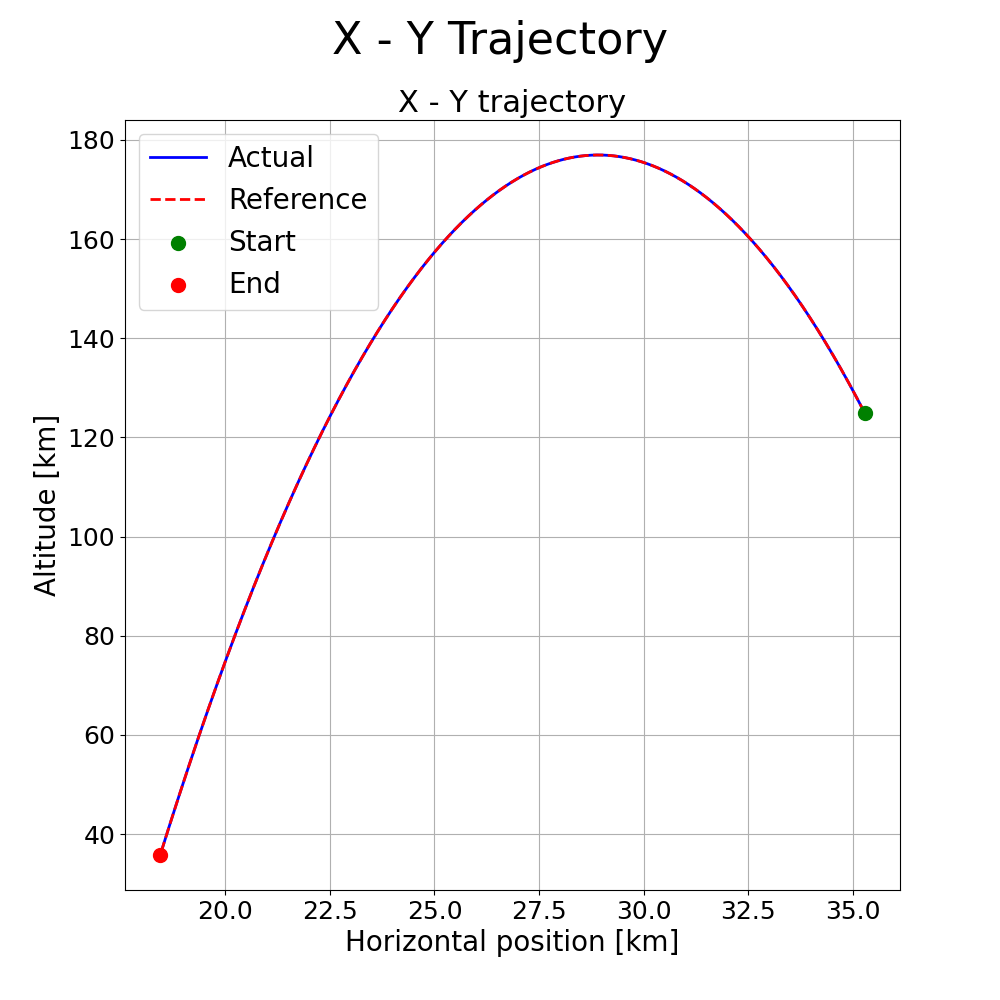 X - Y Trajectory
X - Y trajectory
Actual
Reference
Start
End
180
160
140
120
100
80
60
40
Altitude [km]
20.0 22.5 25.0 27.5 30.0 32.5 35.0
Horizontal position [km]